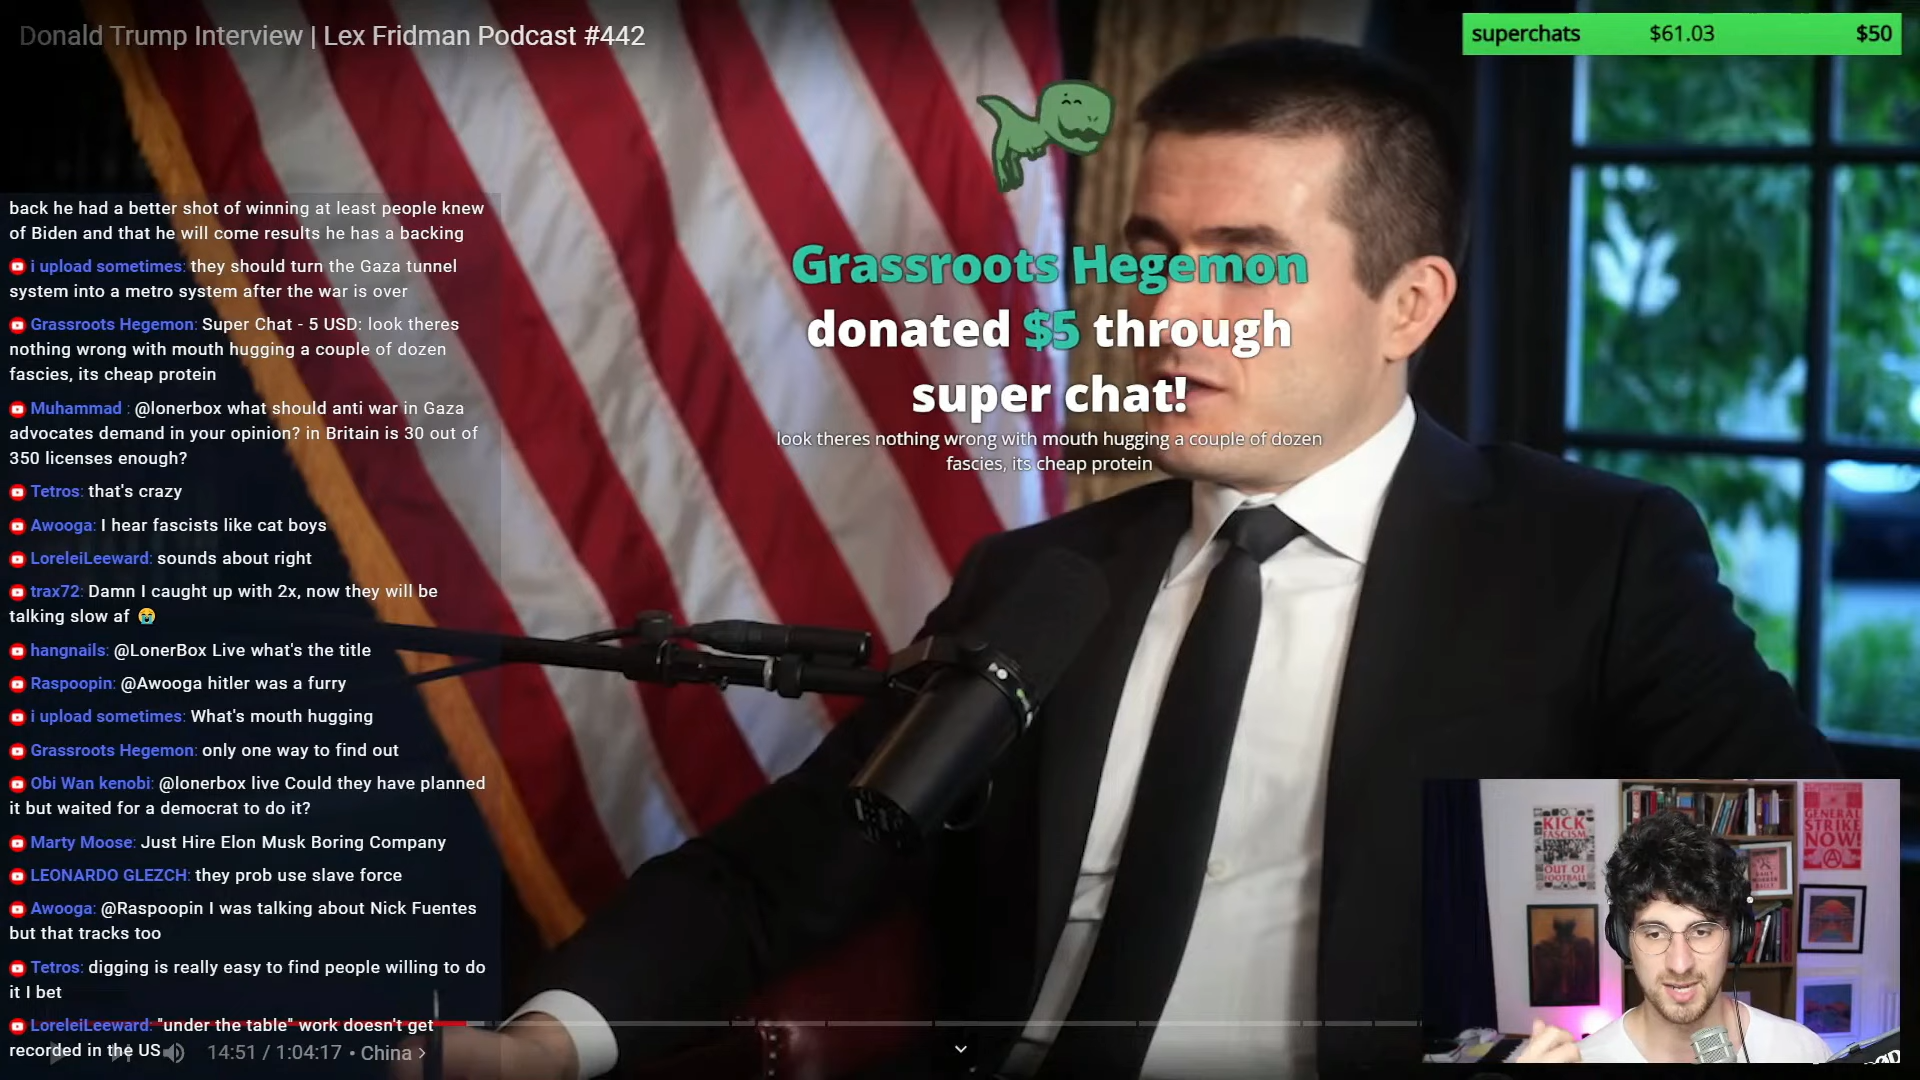 Donald Trump Interview | Lex Fridman Podcast #442
superchats $61.03 $50
back he had a better shot of winning at least people knew
of Biden and that he will come results he has a backing
i upload sometimes: they should turn the Gaza tunnel
system into a metro system after the war is over
Grassroots Hegemon: Super Chat - 5 USD: look theres
nothing wrong with mouth hugging a couple of dozen
fascies, its cheap protein
Muhammad : @lonerbox what should anti war in Gaza
advocates demand in your opinion? in Britain is 30 out of
350 licenses enough?
Tetros: that's crazy
Awooga: I hear fascists like cat boys
LoreleiLeeward: sounds about right
trax72: Damn I caught up with 2x, now they will be
talking slow af 😭
hangnails: @LonerBox Live what's the title
Raspoopin: @Awooga hitler was a furry
i upload sometimes: What's mouth hugging
Grassroots Hegemon: only one way to find out
Obi Wan kenobi: @lonerbox live Could they have planned
it but waited for a democrat to do it?
Marty Moose: Just Hire Elon Musk Boring Company
LEONARDO GLEZCH: they prob use slave force
Awooga: @Raspoopin I was talking about Nick Fuentes
but that tracks too
Tetros: digging is really easy to find people willing to do
it I bet
LoreleiLeeward: "under the table" work doesn't get
recorded in the US
14:51 / 1:04:17 • China >
Grassroots Hegemon
donated $5 through
super chat!
look theres nothing wrong with mouth hugging a couple of dozen
fascies, its cheap protein
KICK
FASCISM
OUT OF
FOOTBALL
GENERAL
STRIKE
NOW!